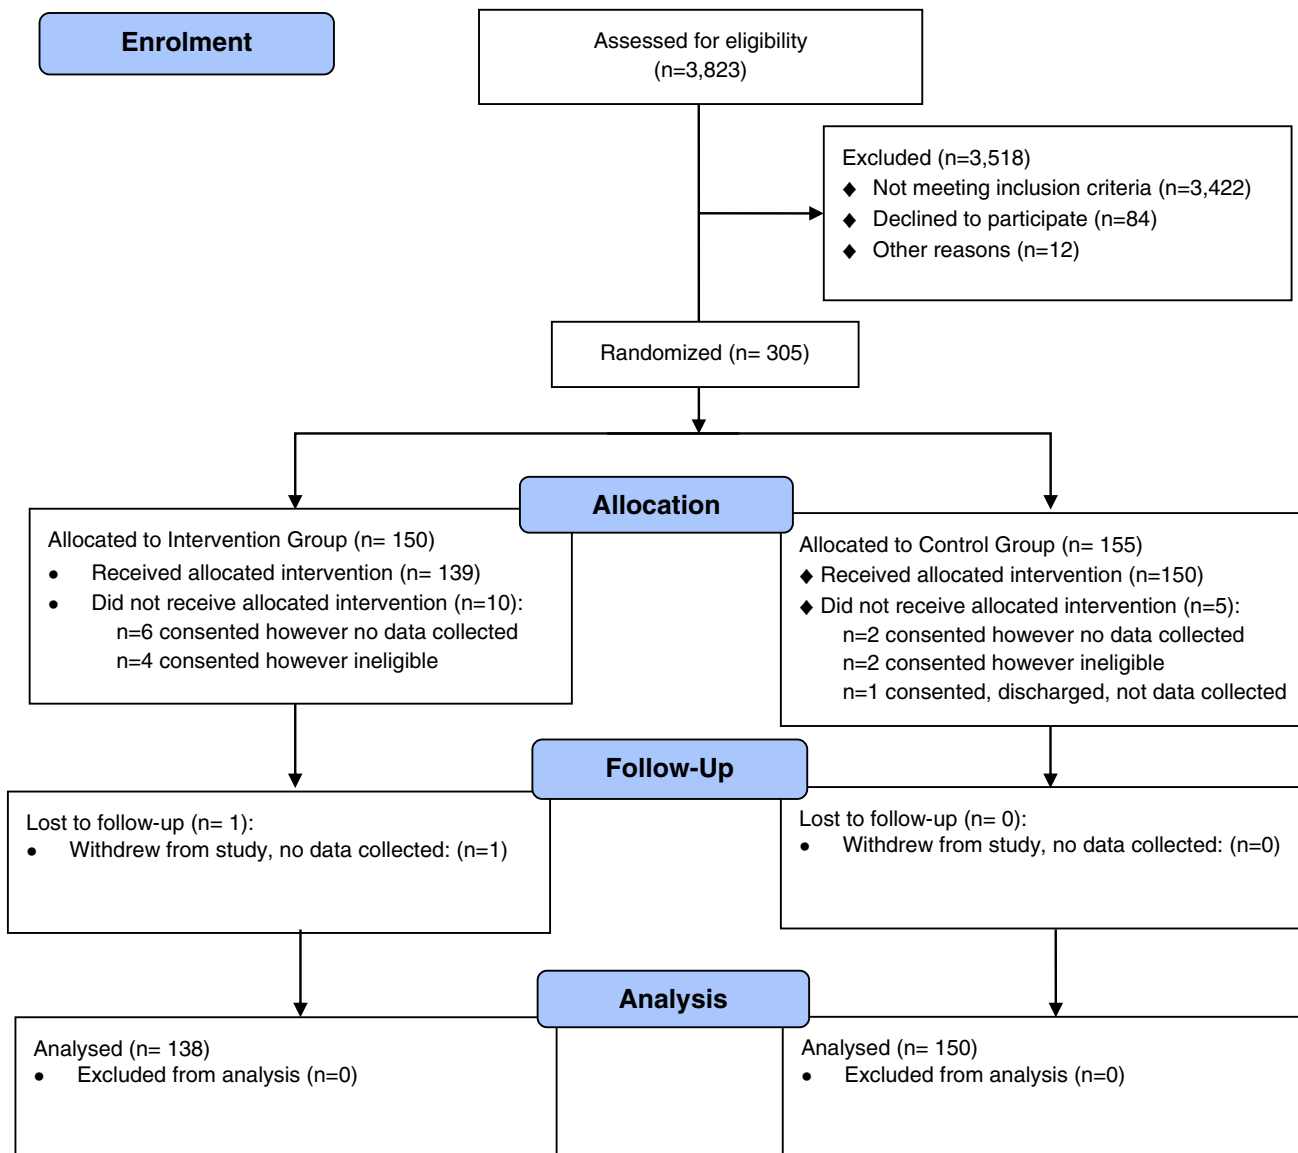 Enrolment
Assessed for eligibility
(n=3,823)
Excluded (n=3,518)
♦ Not meeting inclusion criteria (n=3,422)
♦ Declined to participate (n=84)
♦ Other reasons (n=12)
Randomized (n= 305)
Allocation
Allocated to Intervention Group (n= 150)
• Received allocated intervention (n= 139)
• Did not receive allocated intervention (n=10):
n=6 consented however no data collected
n=4 consented however ineligible
Allocated to Control Group (n= 155)
♦ Received allocated intervention (n=150)
♦ Did not receive allocated intervention (n=5):
n=2 consented however no data collected
n=2 consented however ineligible
n=1 consented, discharged, not data collected
Follow-Up
Lost to follow-up (n= 1):
• Withdrew from study, no data collected: (n=1)
Lost to follow-up (n= 0):
• Withdrew from study, no data collected: (n=0)
Analysis
Analysed (n= 138)
• Excluded from analysis (n=0)
Analysed (n= 150)
• Excluded from analysis (n=0)